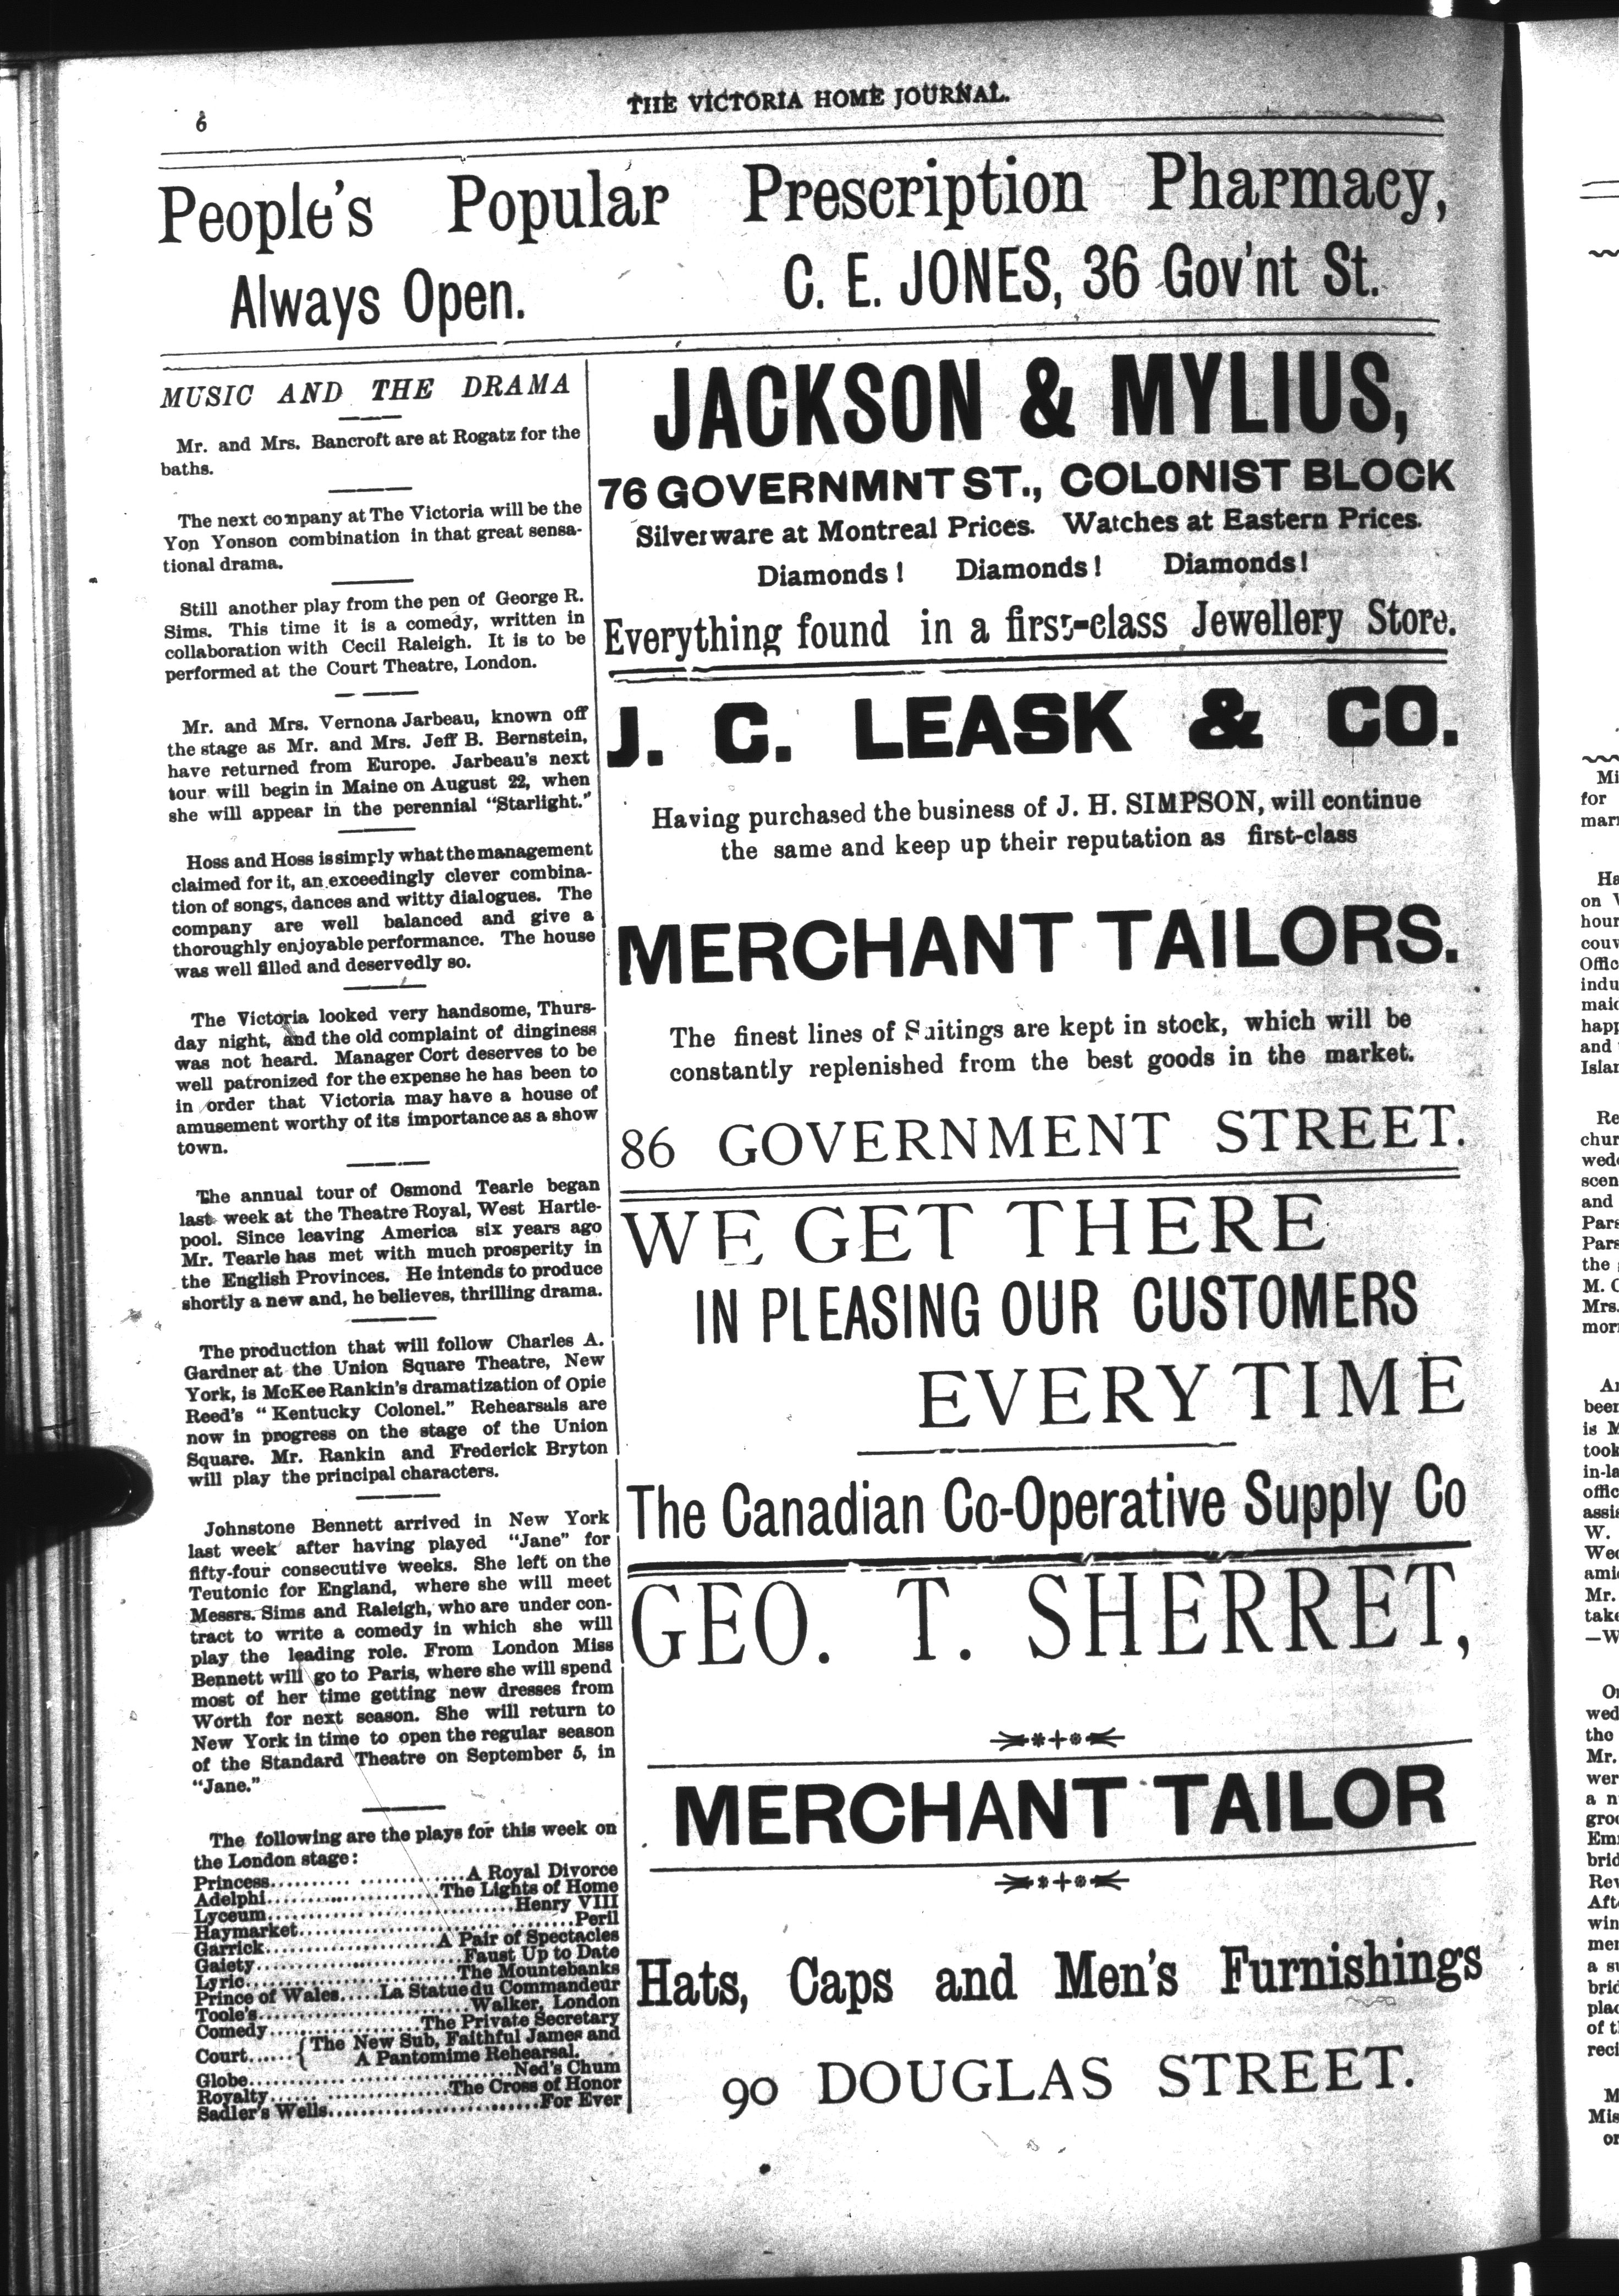 6
THE VICTORIA HOME JOURNAL.
People's Popular Prescription Pharmacy,
Always Open.
C. E. JONES, 36 Gov'nt St.
MUSIC AND THE DRAMA
Mr. and Mrs. Bancroft are at Rogatz for the
baths.
The next company at The Victoria will be the
Yon Yonson combination in that great sensa-
tional drama.
Still another play from the pen of George R.
Sims. This time it is a comedy, written in
collaboration with Cecil Raleigh. It is to be
performed at the Court Theatre, London.
Mr. and Mrs. Vernona Jarbeau, known off
the stage as Mr. and Mrs. Jeff B. Bernstein,
have returned from Europe. Jarbeau's next
tour will begin in Maine on August 22, when
she will appear in the perennial "Starlight."
Hoss and Hoss is simply what the management
claimed for it, an exceedingly clever combina-
tion of songs, dances and witty dialogues. The
company are well balanced and give a
thoroughly enjoyable performance. The house
was well filled and deservedly so.
The Victoria looked very handsome, Thurs-
day night, and the old complaint of dinginess
was not heard. Manager Cort deserves to be
well patronized for the expense he has been to
in order that Victoria may have a house of
amusement worthy of its importance as a show
town.
The annual tour of Osmond Tearle began
last week at the Theatre Royal, West Hartle-
pool. Since leaving America six years ago
Mr. Tearle has met with much prosperity in
the English Provinces. He intends to produce
shortly a new and, he believes, thrilling drama.
The production that will follow Charles A.
Gardner at the Union Square Theatre, New
York, is McKee Rankin's dramatization of Opie
Reed's "Kentucky Colonel." Rehearsals are
now in progress on the stage of the Union
Square. Mr. Rankin and Frederick Bryton
will play the principal characters.
Johnstone Bennett arrived in New York
last week after having played "Jane" for
fifty-four consecutive weeks. She left on the
Teutonic for England, where she will meet
Messrs. Sims and Raleigh, who are under con-
tract to write a comedy in which she will
play the leading role. From London Miss
Bennett will go to Paris, where she will spend
most of her time getting new dresses from
Worth for next season. She will return to
New York in time to open the regular season
of the Standard Theatre on September 5, in
"Jane."
The following are the plays for this week on
the London stage:
Princess.......... .............A Royal Divorce
Adelphi..........................The Lights of Home
Lyceum....................................Henry VIII
Haymarket.......................................Peril
Garrick..........................A Pair of Spectacles
Gaiety..............................Faust Up to Date
Lyric................................The Mountebanks
Prince of Wales.....La Statue du Commandeur
Toole's................................Walker, London
Comedy.......................The Private Secretary
Court......{The New Sub, Faithful James and
A Pantomime Rehearsal.
Globe.......................................Ned's Chum
Royalty...........................The Cross of Honor
Sadler's Wells.................................For Ever
JACKSON & MYLIUS,
76 GOVERNMNT ST., COLONIST BLOCK
Silverware at Montreal Prices. Watches at Eastern Prices.
Diamonds! Diamonds! Diamonds!
Everything found in a first-class Jewellery Store.
J. C. LEASK & CO.
Having purchased the business of J. H. SIMPSON, will continue
the same and keep up their reputation as first-class
MERCHANT TAILORS.
The finest lines of Suitings are kept in stock, which will be
constantly replenished from the best goods in the market.
86 GOVERNMENT STREET.
WE GET THERE
IN PLEASING OUR CUSTOMERS
EVERY TIME
The Canadian Co-Operative Supply Co
GEO. T. SHERRET,
MERCHANT TAILOR
Hats, Caps and Men's Furnishings
90 DOUGLAS STREET.